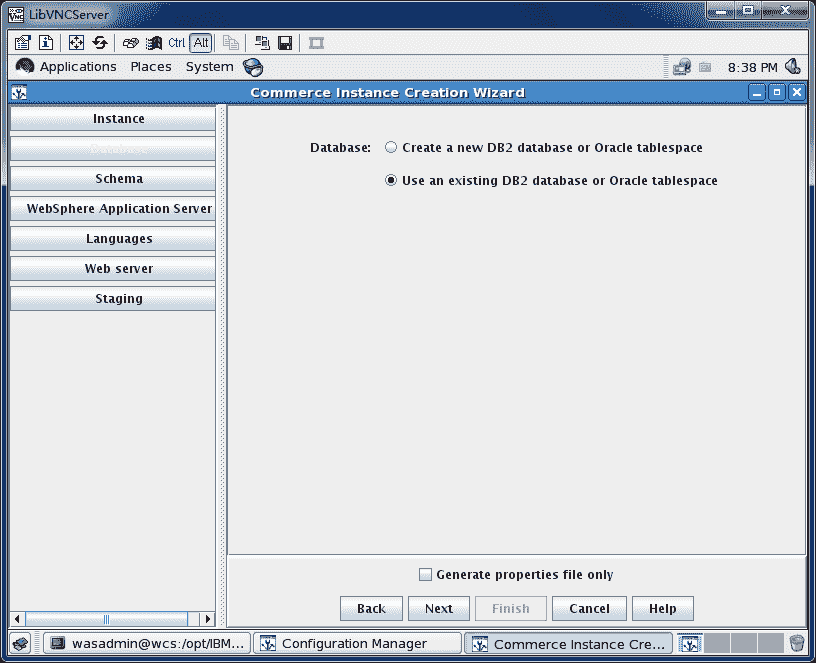 LibVNCServer
Ctrl Alt
Applications Places System 8:38 PM
Commerce Instance Creation Wizard
Instance
Database
Schema
WebSphere Application Server
Languages
Web server
Staging
Database: Create a new DB2 database or Oracle tablespace
Use an existing DB2 database or Oracle tablespace
Generate properties file only
Back Next Finish Cancel Help
wasadmin@wcs:/opt/IBM... Configuration Manager Commerce Instance Cre...